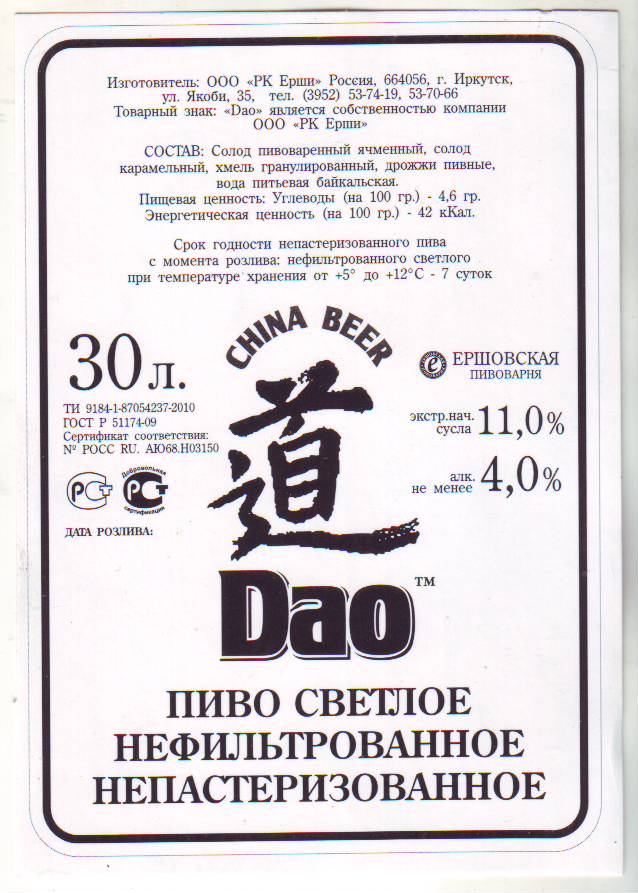 Изготовитель: ООО «РК Ерши» Россия, 664056, г. Иркутск,
ул. Якоби, 35, тел. (3952) 53-74-19, 53-70-66
Товарный знак: «Dao» является собственностью компании
ООО «РК Ерши»
СОСТАВ: Солод пивоваренный ячменный, солод
карамельный, хмель гранулированный, дрожжи пивные,
вода питьевая байкальская.
Пищевая ценность: Углеводы (на 100 гр.) - 4,6 гр.
Энергетическая ценность (на 100 гр.) - 42 кКал.
Срок годности непастеризованного пива
с момента розлива: нефильтрованного светлого
при температуре хранения от +5° до +12°С - 7 суток
CHINA BEER
30 л.
ТИ 9184-1-87054237-2010
ГОСТ Р 51174-09
Сертификат соответствия:
№ РОСС RU. АЮ68.Н03150
РСТ
Добровольная
РСТ
сертификация
ДАТА РОЗЛИВА:
道
ЕРШОВСКАЯ
ПИВОВАРНЯ
экстр.нач.
сусла 11,0%
алк.
не менее 4,0%
Dao™
ПИВО СВЕТЛОЕ
НЕФИЛЬТРОВАННОЕ
НЕПАСТЕРИЗОВАННОЕ